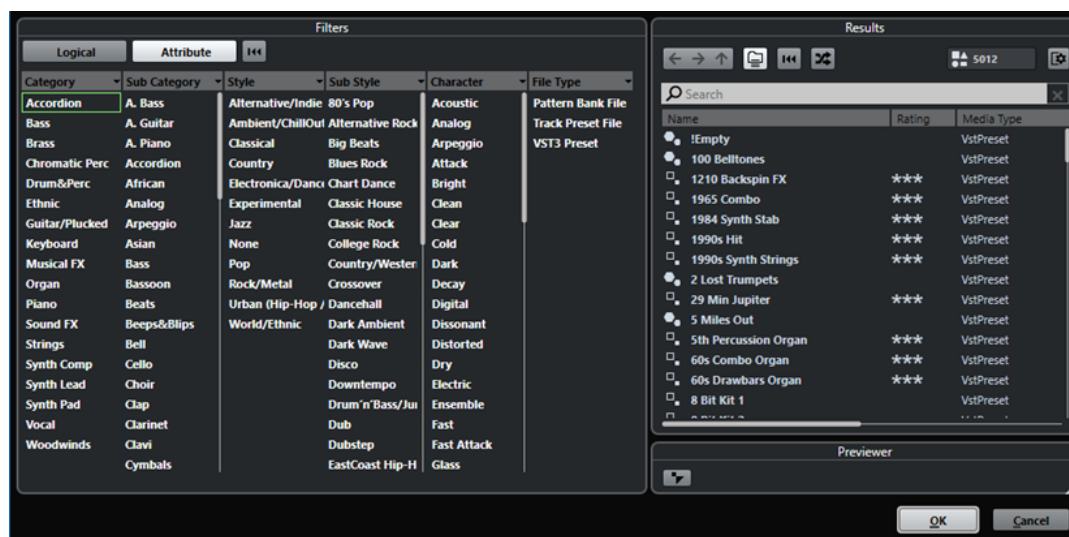 Filters
Logical Attribute
Category Sub Category Style Sub Style Character File Type
Accordion A. Bass Alternative/Indie 80's Pop Acoustic Pattern Bank File
Bass A. Guitar Ambient/ChillOut Alternative Rock Analog Track Preset File
Brass A. Piano Classical Big Beats Arpeggio VST3 Preset
Chromatic Perc Accordion Country Blues Rock Attack
Drum&Perc African Electronica/Danc Chart Dance Bright
Ethnic Analog Experimental Classic House Clean
Guitar/Plucked Arpeggio Jazz Classic Rock Clear
Keyboard Asian None College Rock Cold
Musical FX Bass Pop Country/Wester Dark
Organ Bassoon Rock/Metal Crossover Decay
Piano Beats Urban (Hip-Hop / Dancehall Digital
Sound FX Beeps&Blips World/Ethnic Dark Ambient Dissonant
Strings Bell Dark Wave Distorted
Synth Comp Cello Disco Dry
Synth Lead Choir Downtempo Electric
Synth Pad Clap Drum´n´Bass/Ju Ensemble
Vocal Clarinet Dub Fast
Woodwinds Clavi Dubstep Fast Attack
Cymbals EastCoast Hip-H Glass
Results
5012
Search
Name Rating Media Type
!Empty VstPreset
100 Belltones VstPreset
1210 Backspin FX *** VstPreset
1965 Combo *** VstPreset
1984 Synth Stab *** VstPreset
1990s Hit *** VstPreset
1990s Synth Strings *** VstPreset
2 Lost Trumpets VstPreset
29 Min Jupiter *** VstPreset
5 Miles Out VstPreset
5th Percussion Organ *** VstPreset
60s Combo Organ *** VstPreset
60s Drawbars Organ *** VstPreset
8 Bit Kit 1 VstPreset
Previewer
OK Cancel